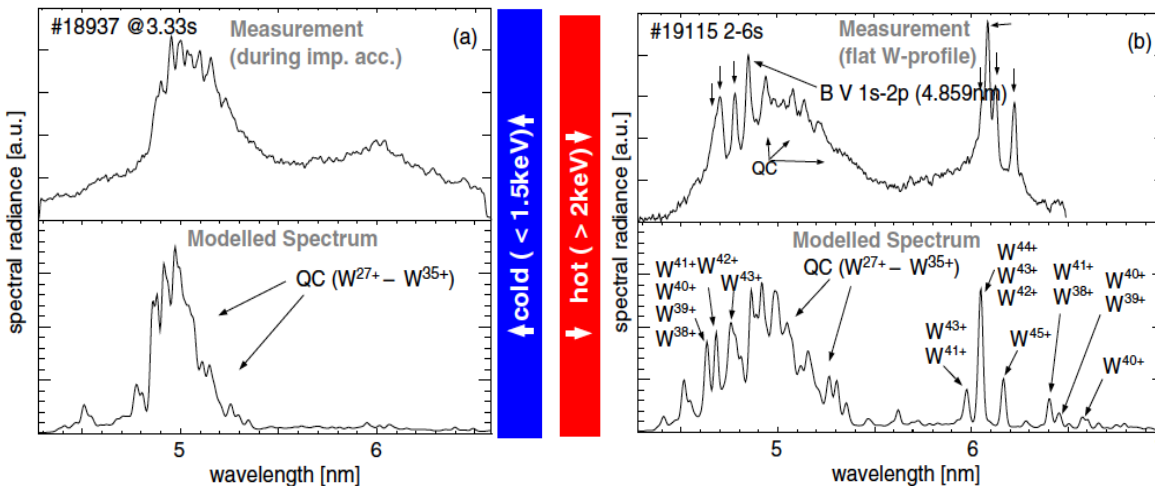 #18937 @3.33s
Measurement
(during imp. acc.)
(a)
spectral radiance [a.u.]
Modelled Spectrum
QC (W27+ – W35+)
5
6
wavelength [nm]
cold ( < 1.5keV)
hot ( > 2keV)
#19115 2-6s
Measurement
(flat W-profile)
(b)
B V 1s-2p (4.859nm)
QC
spectral radiance [a.u.]
Modelled Spectrum
W41+
W40+
W39+
W38+
W42+
W43+
QC (W27+ – W35+)
W43+
W41+
W44+
W43+
W42+
W45+
W41+
W38+
W40+
W39+
W40+
5
6
wavelength [nm]